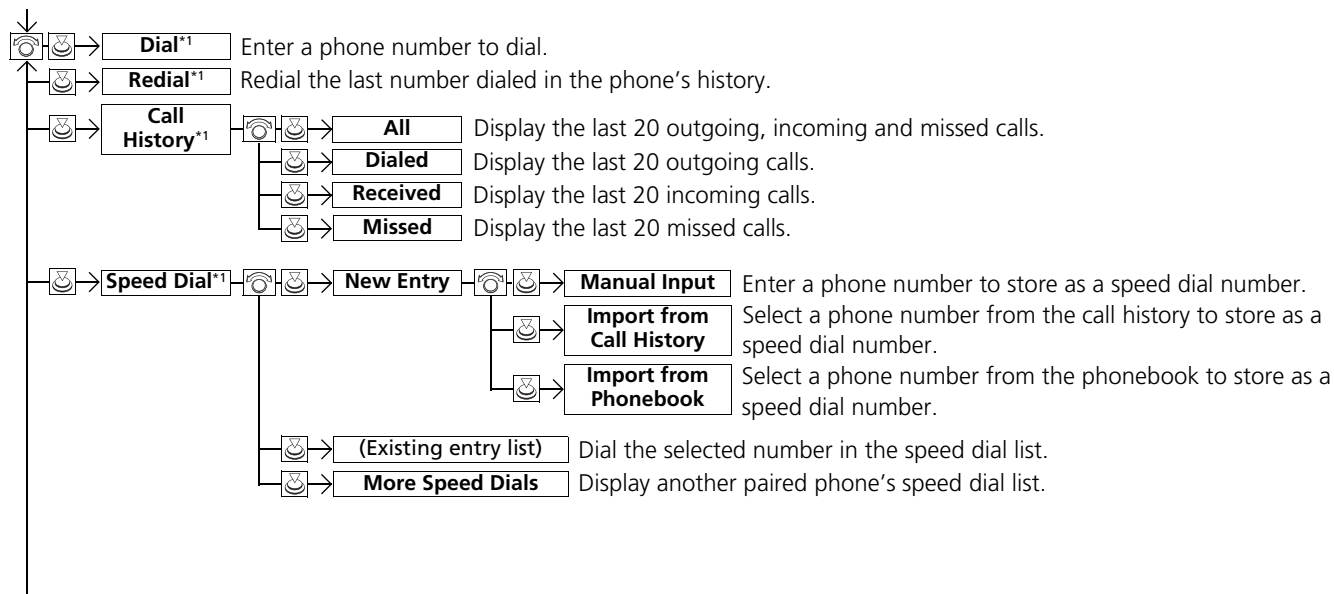 Dial*1 Enter a phone number to dial.
Redial*1 Redial the last number dialed in the phone's history.
Call
History*1
All Display the last 20 outgoing, incoming and missed calls.
Dialed Display the last 20 outgoing calls.
Received Display the last 20 incoming calls.
Missed Display the last 20 missed calls.
Speed Dial*1 New Entry Manual Input Enter a phone number to store as a speed dial number.
Import from
Call History
Select a phone number from the call history to store as a
speed dial number.
Import from
Phonebook
Select a phone number from the phonebook to store as a
speed dial number.
(Existing entry list) Dial the selected number in the speed dial list.
More Speed Dials Display another paired phone's speed dial list.